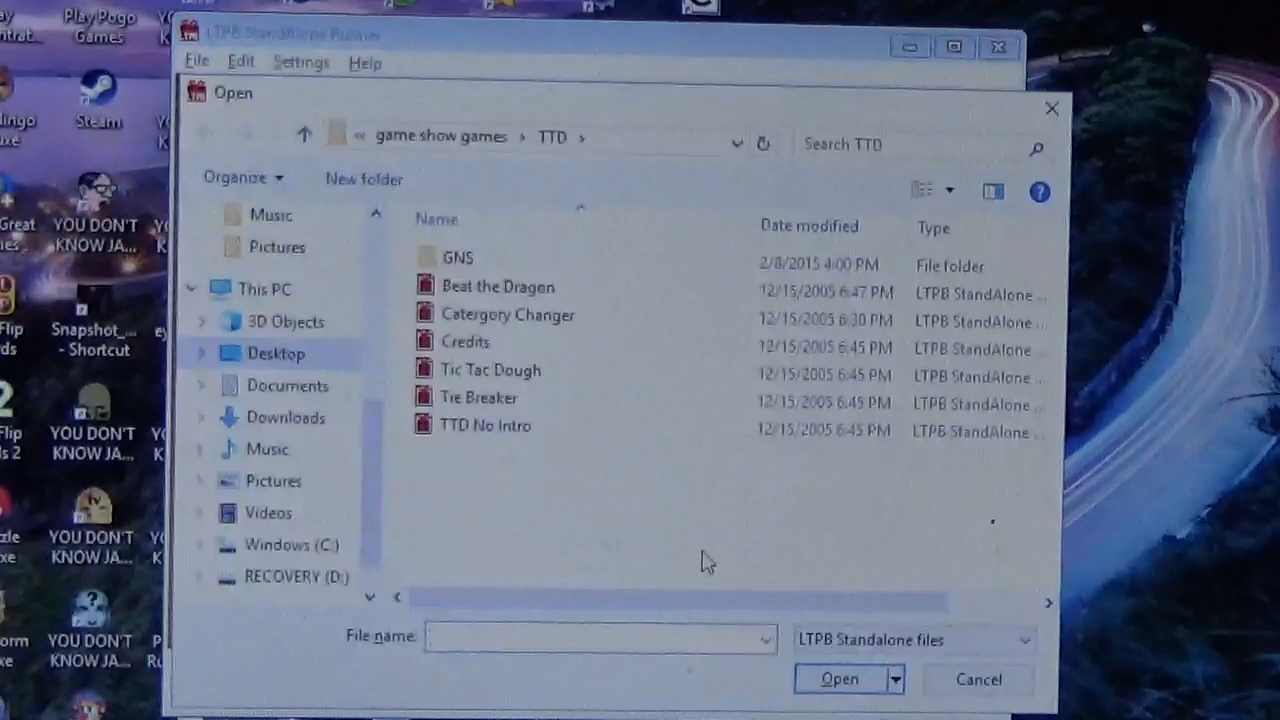 PlayPogo
Games
Steam
YOU DON'T
KNOW JA...
Snapshot_...
- Shortcut
YOU DON'T
KNOW JA...
YOU DON'T
KNOW JA...
YOU DON'T
KNOW JA...
Great
Flip
Flip
LTPB StandAlone Runner
File Edit Settings Help
Open
« game show games › TTD ›
Search TTD
Organize
New folder
Music
Pictures
This PC
3D Objects
Desktop
Documents
Downloads
Music
Pictures
Videos
Windows (C:)
RECOVERY (D:)
Name Date modified Type
GNS 2/8/2015 4:00 PM File folder
Beat the Dragon 12/15/2005 6:47 PM LTPB StandAlone ...
Catergory Changer 12/15/2005 6:30 PM LTPB StandAlone ...
Credits 12/15/2005 6:45 PM LTPB StandAlone ...
Tic Tac Dough 12/15/2005 6:45 PM LTPB StandAlone ...
Tie Breaker 12/15/2005 6:45 PM LTPB StandAlone ...
TTD No Intro 12/15/2005 6:45 PM LTPB StandAlone ...
File name:
LTPB Standalone files
Open
Cancel